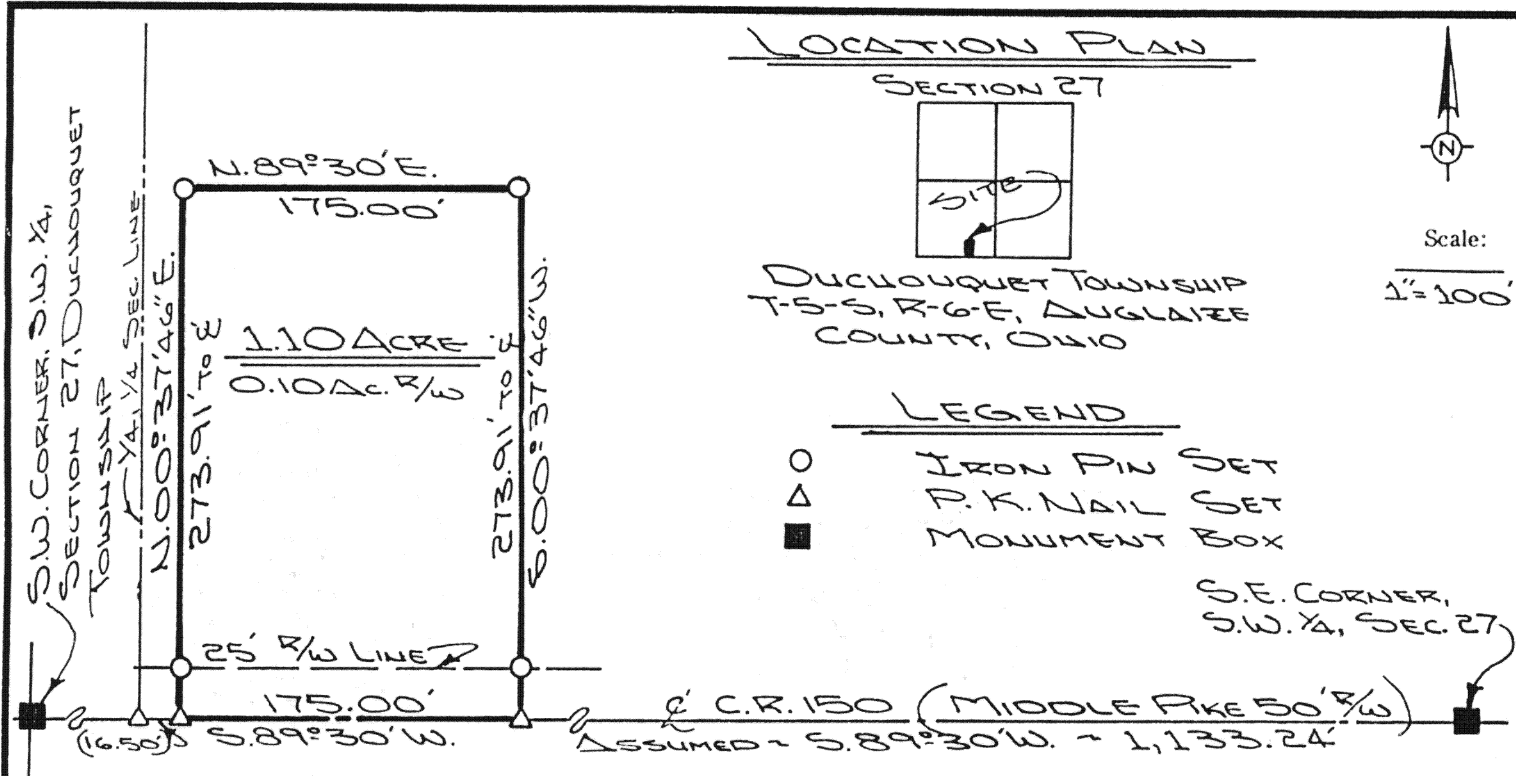 LOCATION PLAN
SECTION 27
SITE
DUCHOUQUET TOWNSHIP
T-5-S, R-6-E, AUGLAIZE
COUNTY, OHIO
N
Scale:
1"=100'
S.W. CORNER, S.W. 1/4,
SECTION 27, DUCHOUQUET
TOWNSHIP
1/4, 1/4 SEC. LINE
N.89°30'E.
175.00'
N.00°37'46"E.
273.91' TO ℄
1.10 ACRE
0.10 AC. R/W
273.91' TO ℄
S.00°37'46"W.
25' R/W LINE
175.00'
(16.50')
S.89°30'W.
LEGEND
IRON PIN SET
P.K. NAIL SET
MONUMENT BOX
S.E. CORNER,
S.W. 1/4, SEC. 27
℄ C.R. 150 (MIDDLE PIKE 50' R/W)
ASSUMED ~ S.89°30'W. ~ 1,133.24'